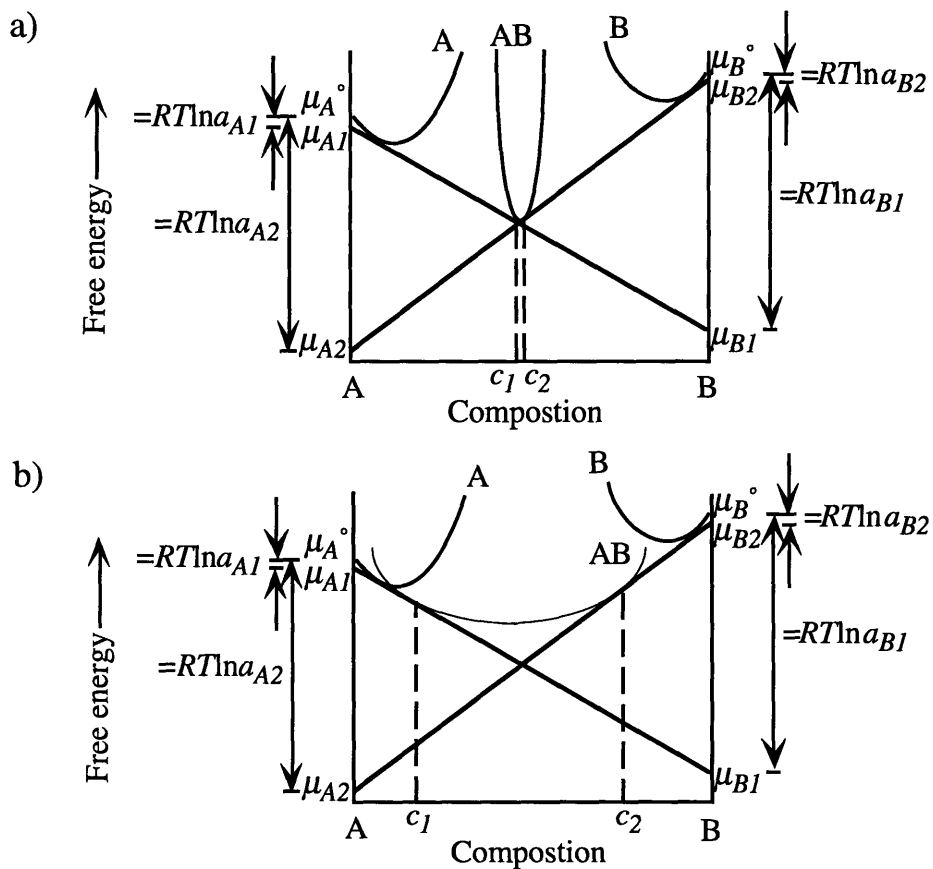 a)
A AB B
μA° =RTlnaA1 μA1
=RTlnaA2
μA2
μB° =RTlnaB2
μB2
=RTlnaB1
μB1
Free energy
A c1 c2 B
Compostion
b)
A B
AB
μA° =RTlnaA1 μA1
=RTlnaA2
μA2
μB° =RTlnaB2
μB2
=RTlnaB1
μB1
Free energy
A c1 c2 B
Compostion